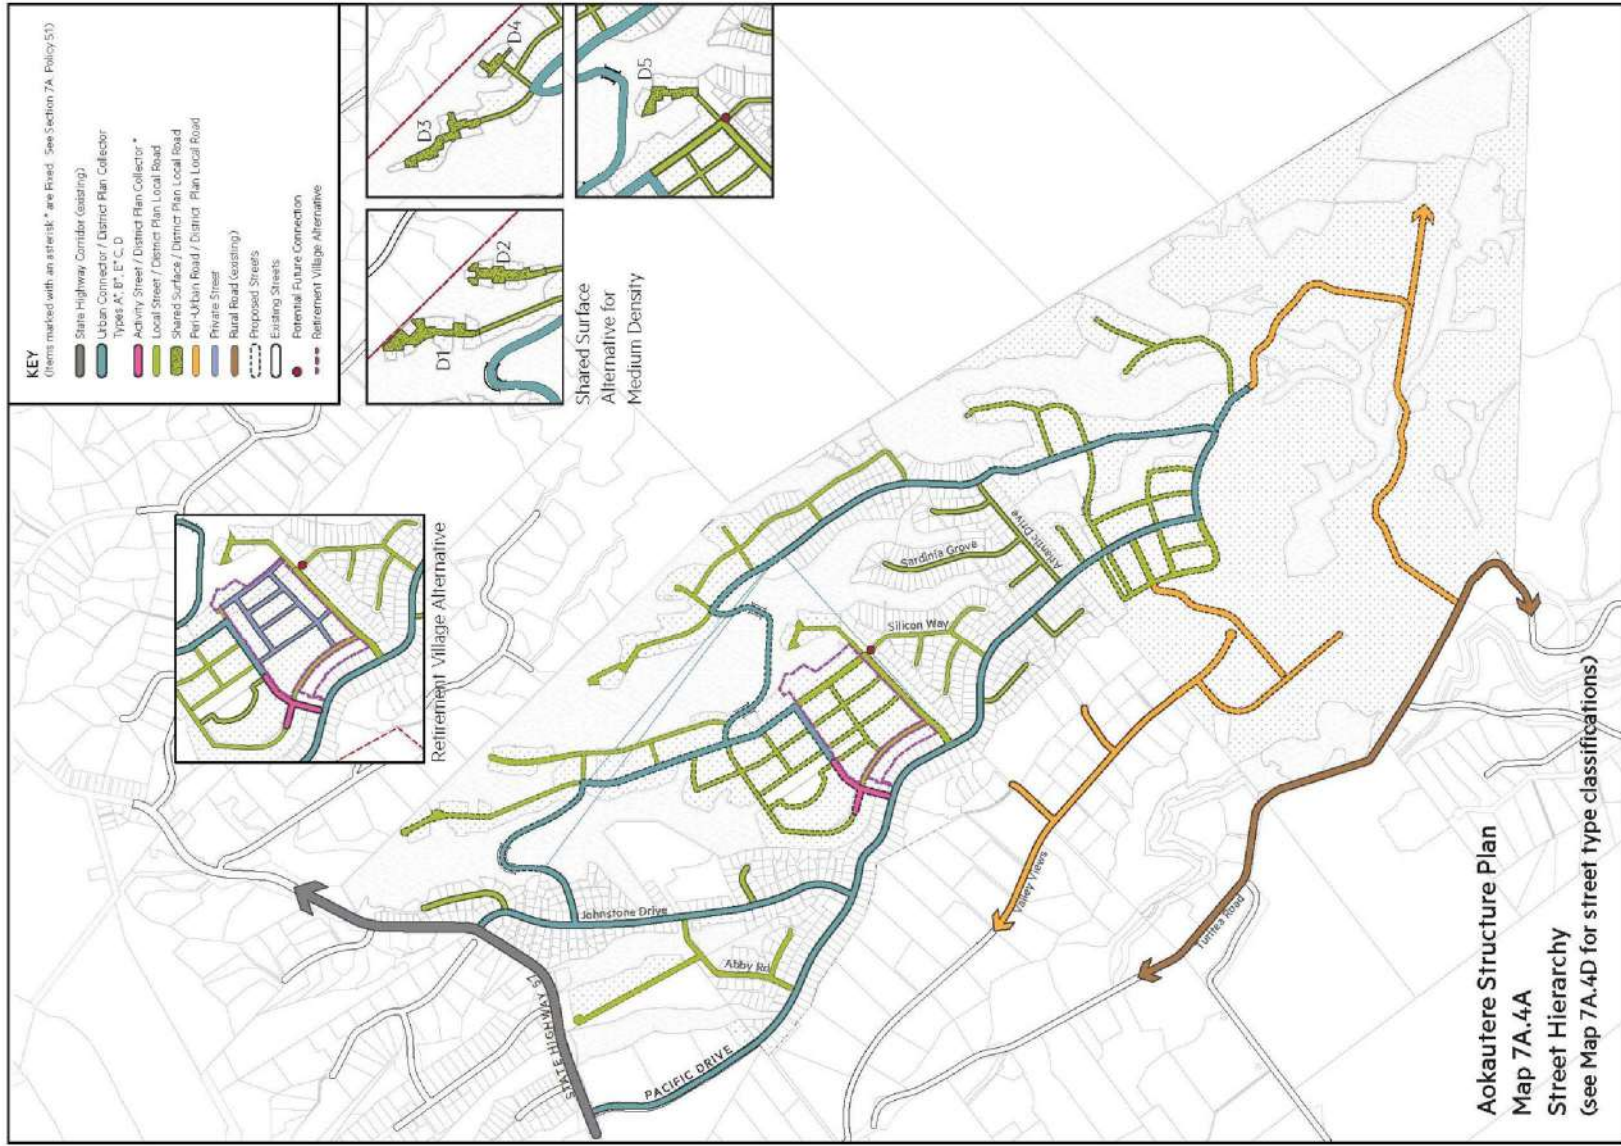 KEY
(Items marked with an asterisk * are Fixed. See Section 7A. Policy 5.1)
State Highway Corridor (existing)
Urban Connector / District Plan Collector
Types A*, B*, E* C, D
Activity Street / District Plan Collector *
Local Street / District Plan Local Road
Shared Surface / District Plan Local Road
Peri-Urban Road / District Plan Local Road
Private Street
Rural Road (existing)
Proposed Streets
Existing Streets
Potential Future Connection
Retirement Village Alternative
D1
D2
D3
D4
D5
Shared Surface
Alternative for
Medium Density
Retirement Village Alternative
STATE HIGHWAY 57
PACIFIC DRIVE
Johnstone Drive
Abby Rd
Silicon Way
Sardinia Grove
Atlantic Drive
Valley Views
Turitea Road
Aokautere Structure Plan
Map 7A.4A
Street Hierarchy
(see Map 7A.4D for street type classifications)